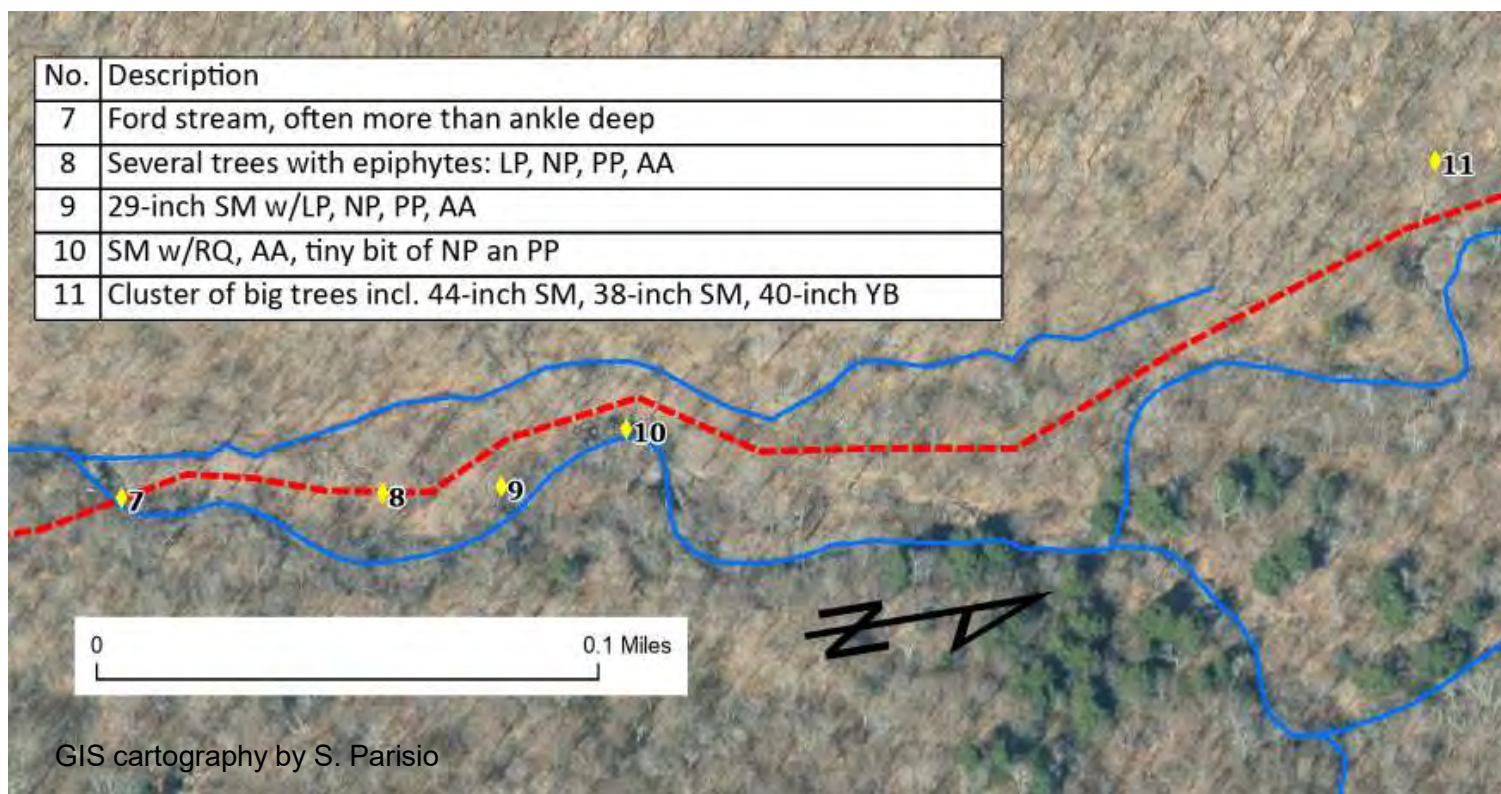 No. Description
7 Ford stream, often more than ankle deep
8 Several trees with epiphytes: LP, NP, PP, AA
9 29-inch SM w/LP, NP, PP, AA
10 SM w/RQ, AA, tiny bit of NP an PP
11 Cluster of big trees incl. 44-inch SM, 38-inch SM, 40-inch YB
11
10
9
8
7
N
0 0.1 Miles
GIS cartography by S. Parisio